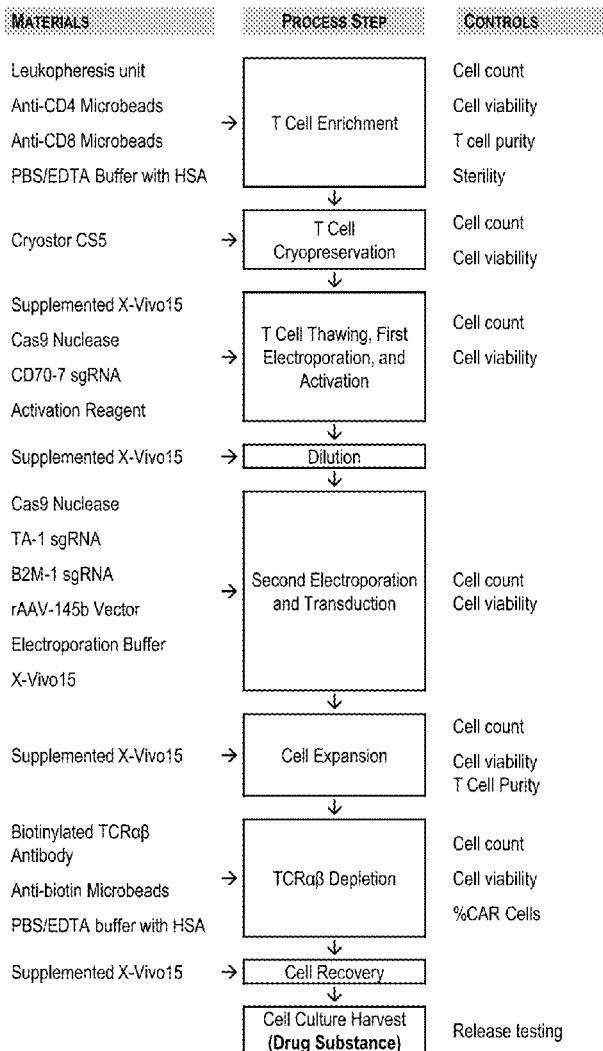 MATERIALS PROCESS STEP CONTROLS
Leukopheresis unit
Anti-CD4 Microbeads
Anti-CD8 Microbeads
PBS/EDTA Buffer with HSA
→
T Cell Enrichment
Cell count
Cell viability
T cell purity
Sterility
↓
Cryostor CS5
→
T Cell
Cryopreservation
Cell count
Cell viability
↓
Supplemented X-Vivo15
Cas9 Nuclease
CD70-7 sgRNA
Activation Reagent
→
T Cell Thawing, First
Electroporation, and
Activation
Cell count
Cell viability
↓
Supplemented X-Vivo15
→
Dilution
↓
Cas9 Nuclease
TA-1 sgRNA
B2M-1 sgRNA
rAAV-145b Vector
Electroporation Buffer
X-Vivo15
→
Second Electroporation
and Transduction
Cell count
Cell viability
↓
Supplemented X-Vivo15
→
Cell Expansion
Cell count
Cell viability
T Cell Purity
↓
Biotinylated TCRαβ
Antibody
Anti-biotin Microbeads
PBS/EDTA buffer with HSA
→
TCRαβ Depletion
Cell count
Cell viability
%CAR Cells
↓
Supplemented X-Vivo15
→
Cell Recovery
↓
Cell Culture Harvest
(Drug Substance)
Release testing